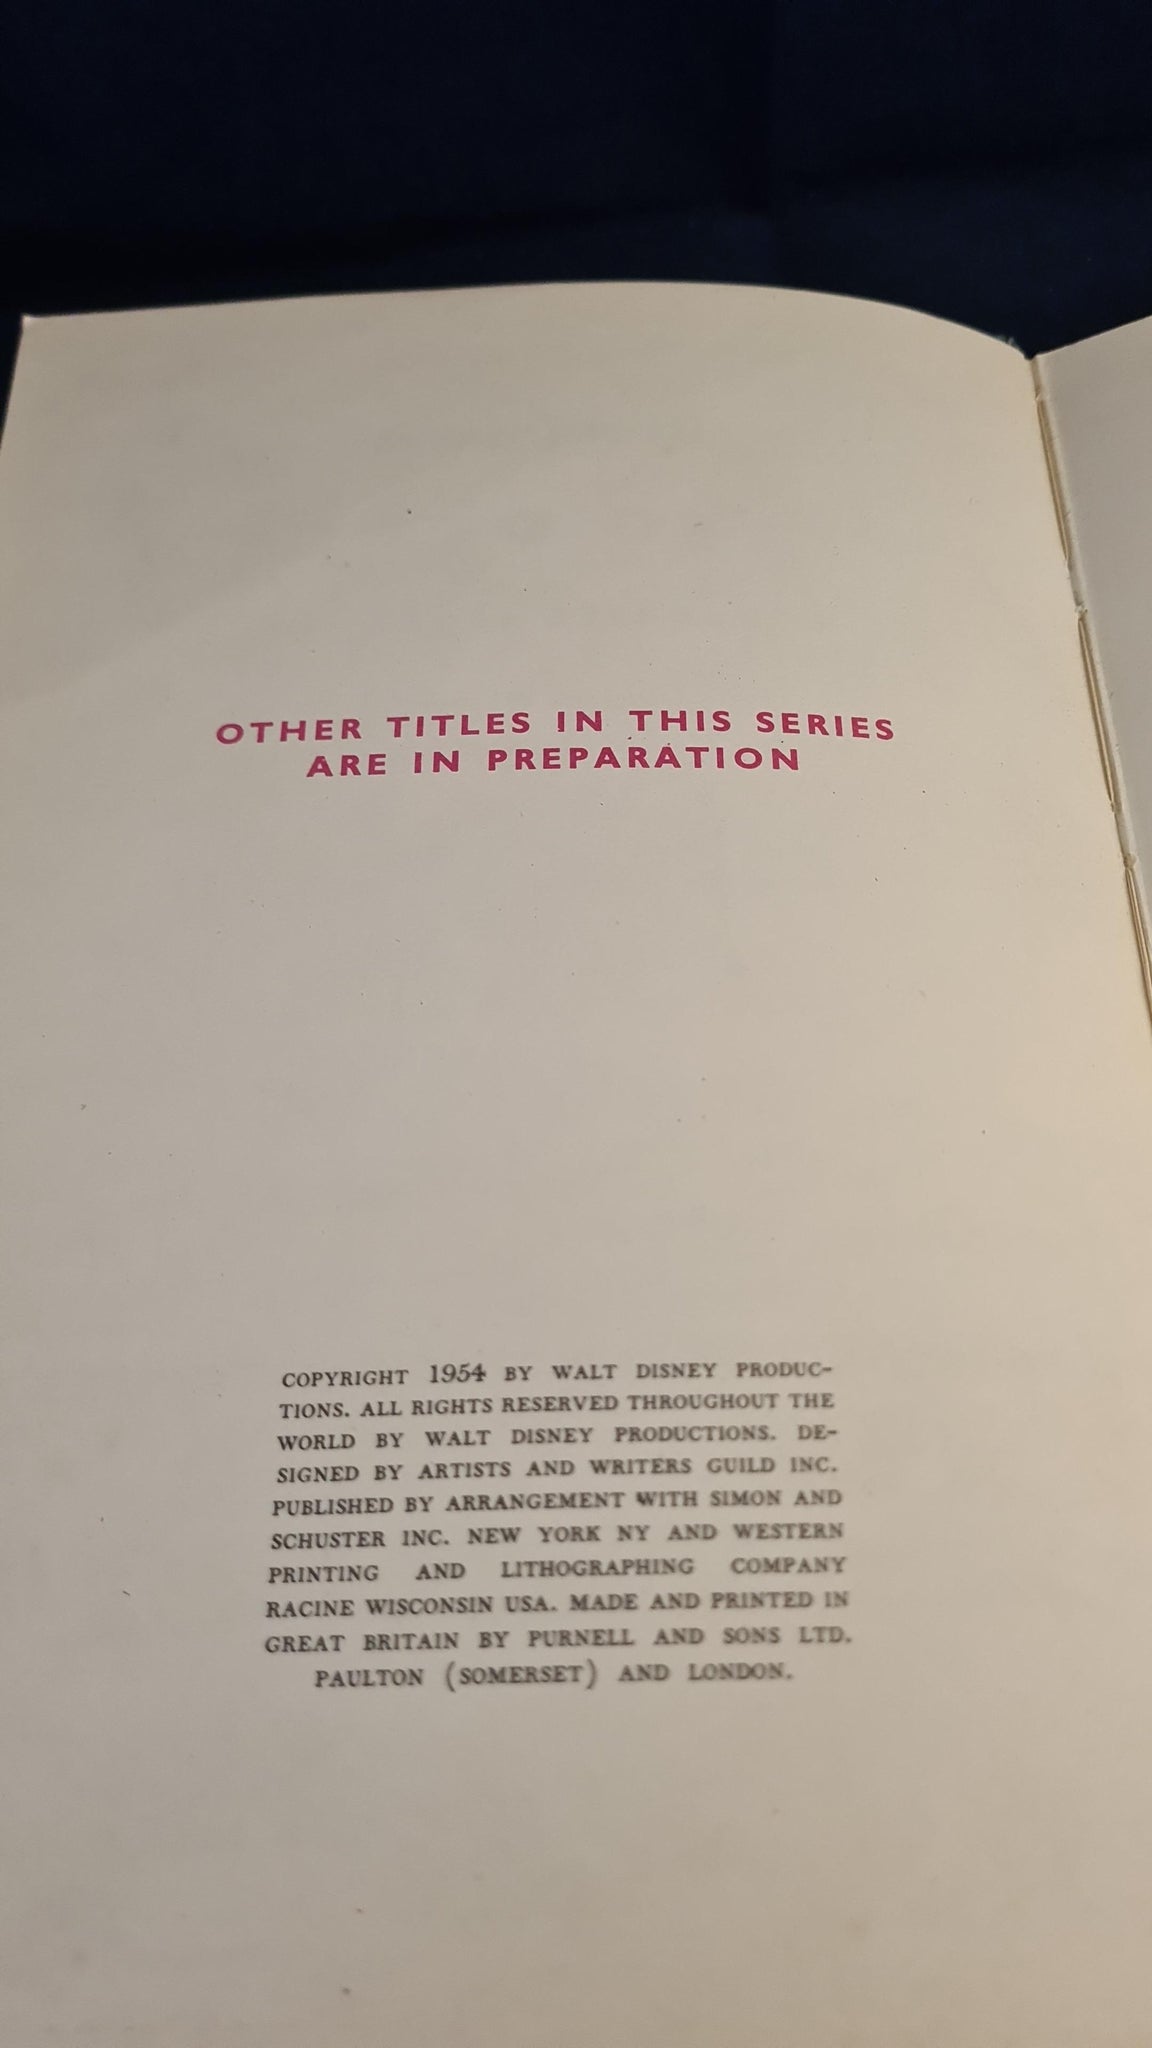 OTHER TITLES IN THIS SERIES
ARE IN PREPARATION
COPYRIGHT 1954 BY WALT DISNEY PRODUC-
TIONS. ALL RIGHTS RESERVED THROUGHOUT THE
WORLD BY WALT DISNEY PRODUCTIONS. DE-
SIGNED BY ARTISTS AND WRITERS GUILD INC.
PUBLISHED BY ARRANGEMENT WITH SIMON AND
SCHUSTER INC. NEW YORK NY AND WESTERN
PRINTING AND LITHOGRAPHING COMPANY
RACINE WISCONSIN USA. MADE AND PRINTED IN
GREAT BRITAIN BY PURNELL AND SONS LTD.
PAULTON (SOMERSET) AND LONDON.